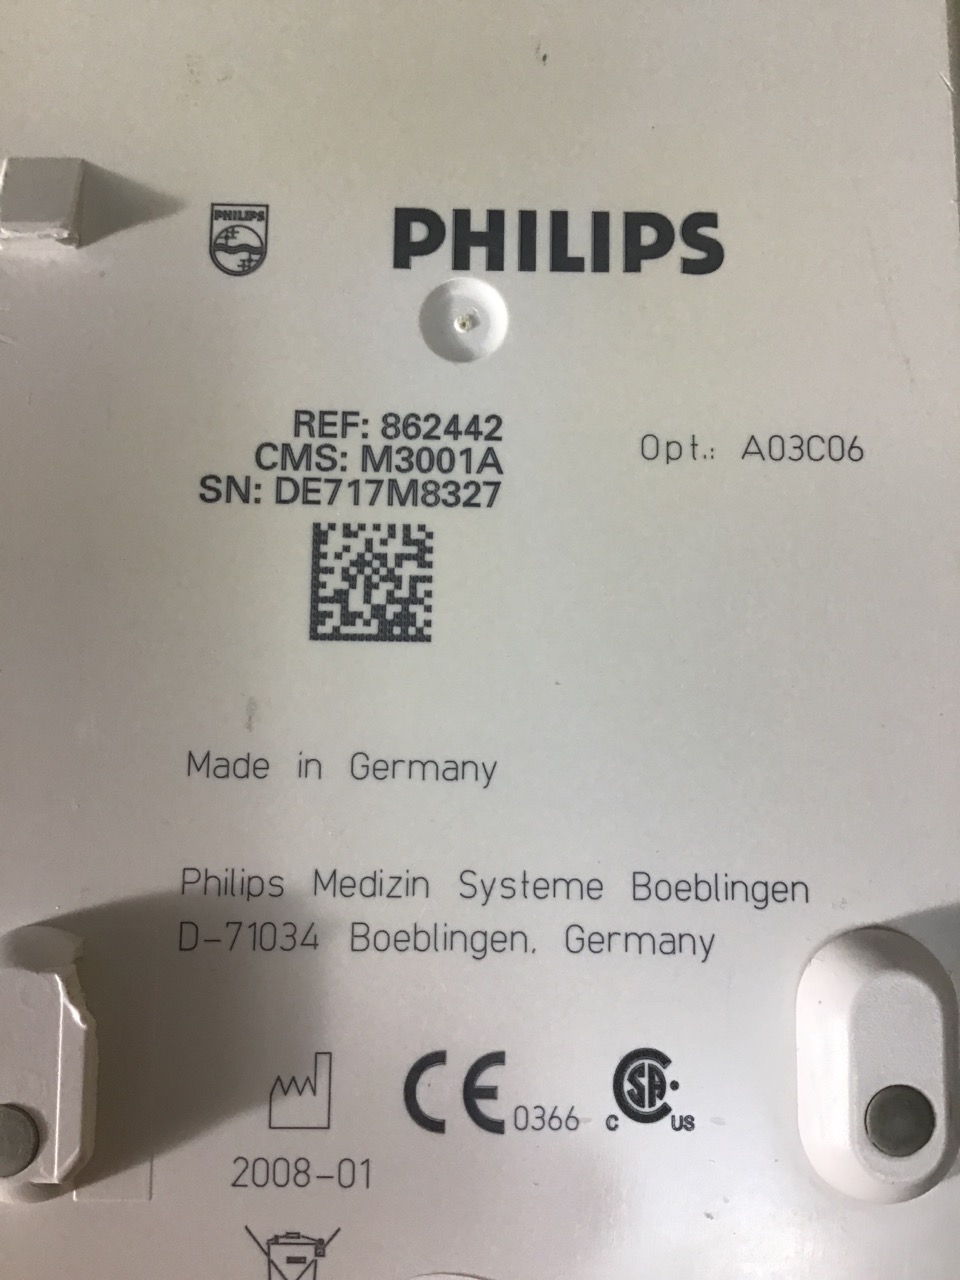 PHILIPS
PHILIPS
REF: 862442
CMS: M3001A
SN: DE717M8327
Opt.: A03C06
Made in Germany
Philips Medizin Systeme Boeblingen
D-71034 Boeblingen, Germany
CE 0366
C SA US
2008-01